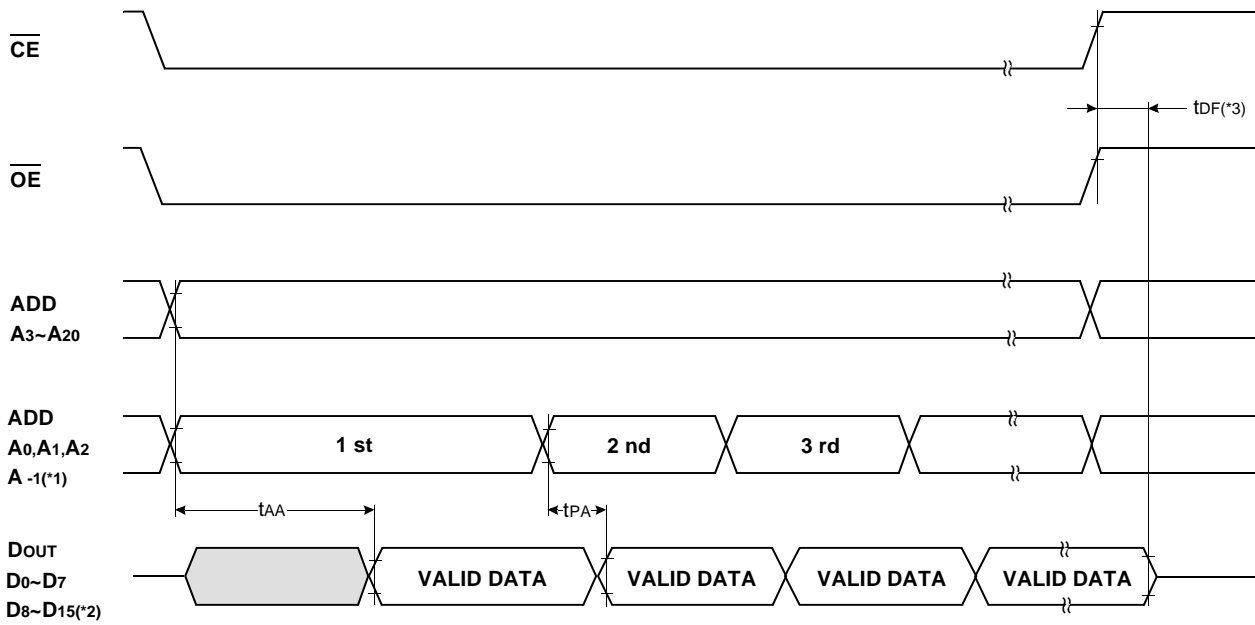 CE
tDF(*3)
OE
ADD
A3~A20
ADD
A0,A1,A2
A -1(*1)
1 st
2 nd
3 rd
tAA
tPA
DOUT
D0~D7
D8~D15(*2)
VALID DATA
VALID DATA
VALID DATA
VALID DATA